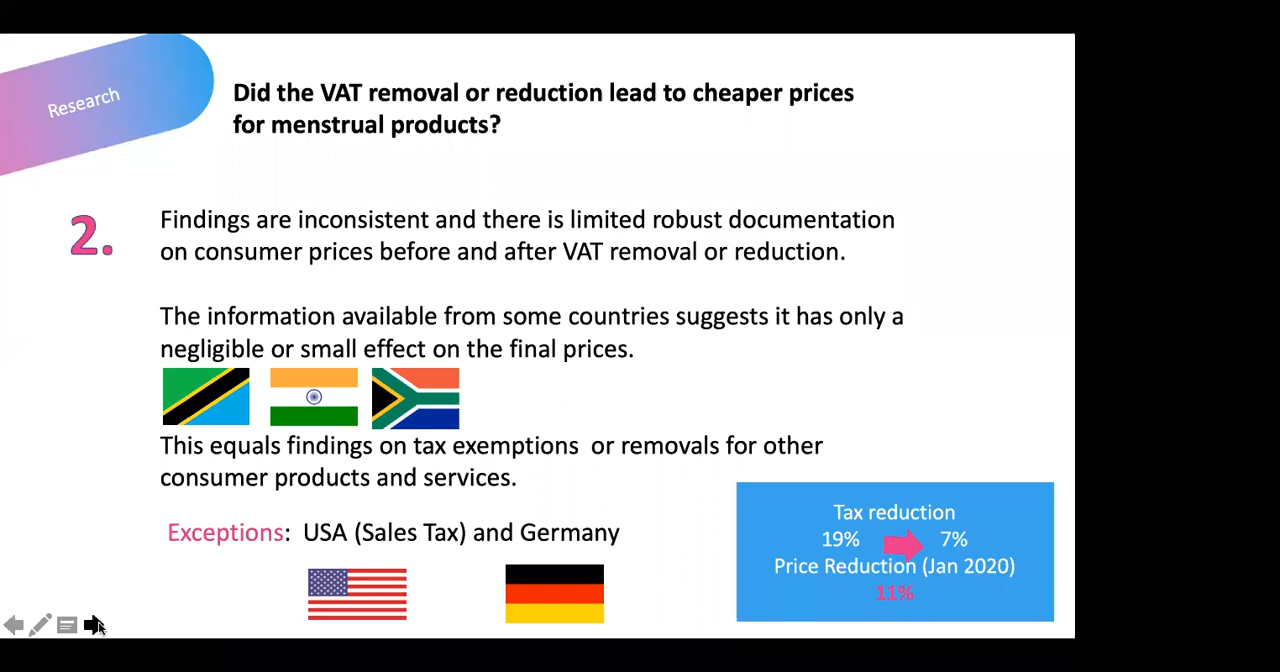 Research
Did the VAT removal or reduction lead to cheaper prices
for menstrual products?
2.
Findings are inconsistent and there is limited robust documentation
on consumer prices before and after VAT removal or reduction.
The information available from some countries suggests it has only a
negligible or small effect on the final prices.
This equals findings on tax exemptions  or removals for other
consumer products and services.
Exceptions:  USA (Sales Tax) and Germany
Tax reduction
19% 7%
Price Reduction (Jan 2020)
11%